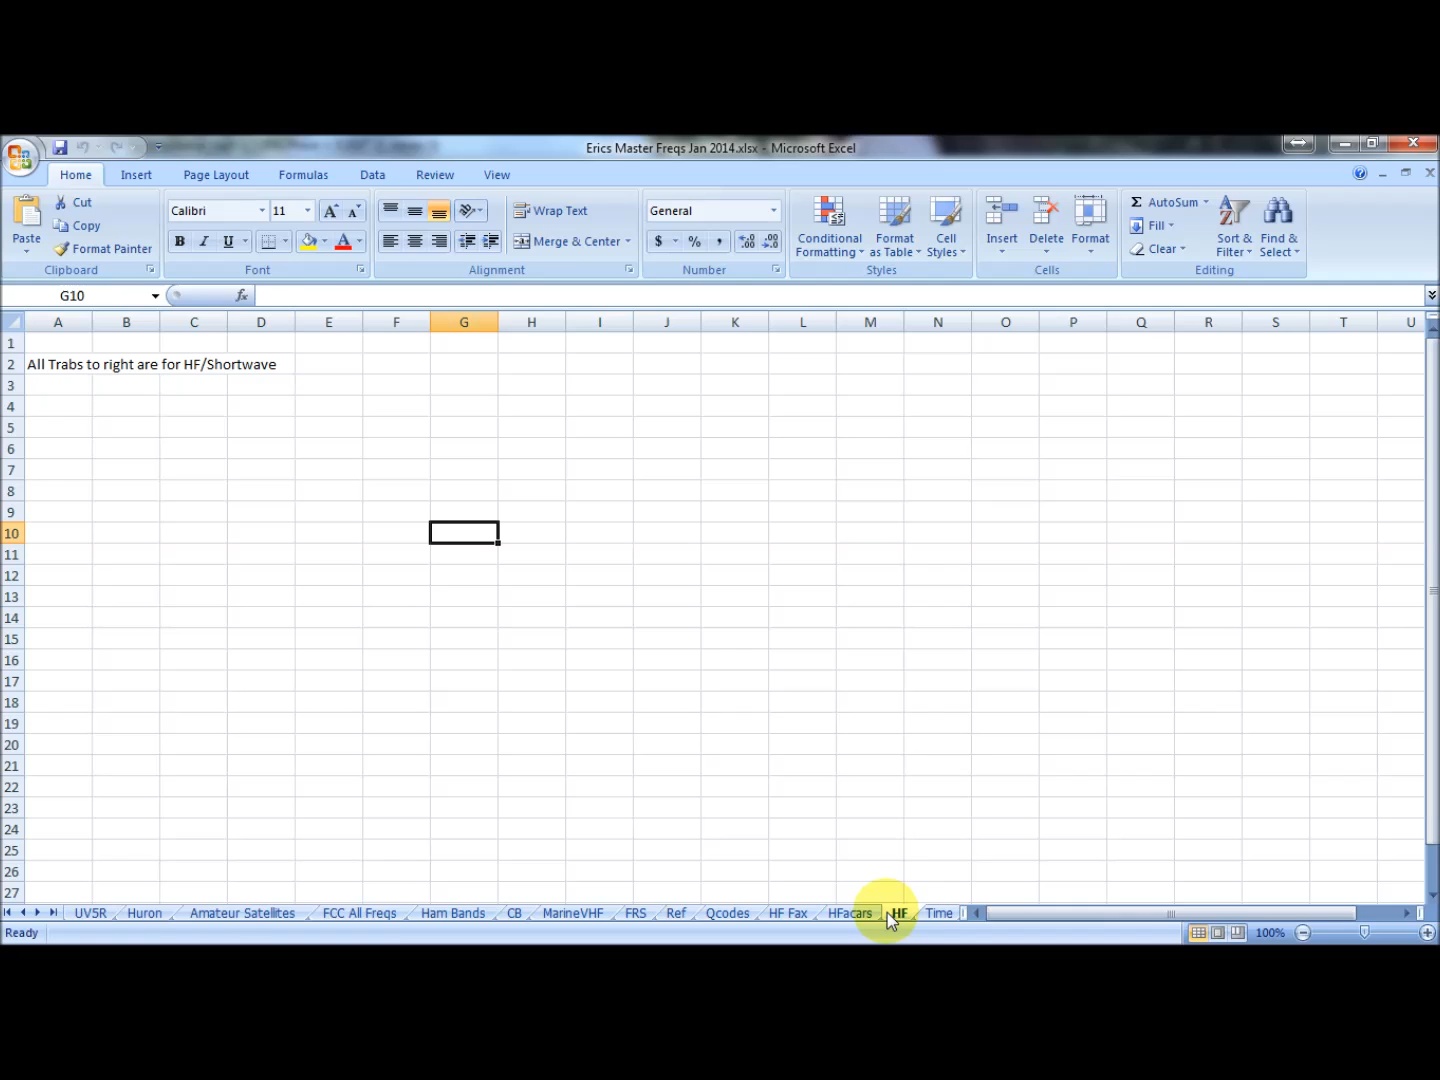 Erics Master Freqs Jan 2014.xlsx - Microsoft Excel
Home Insert Page Layout Formulas Data Review View
Paste Cut Copy Format Painter
Clipboard
Calibri 11 A A
B I U A
Font
Wrap Text
Merge & Center
Alignment
General
$ % , .00 .00
Number
Conditional Formatting Format as Table Cell Styles
Styles
Insert Delete Format
Cells
Σ AutoSum Fill Clear
Sort & Filter Find & Select
Editing
G10 fx
A B C D E F G H I J K L M N O P Q R S T U
1
2 All Trabs to right are for HF/Shortwave
3
4
5
6
7
8
9
10
11
12
13
14
15
16
17
18
19
20
21
22
23
24
25
26
27
UV5R Huron Amateur Satellites FCC All Freqs Ham Bands CB MarineVHF FRS Ref Qcodes HF Fax HFacars HF Time
Ready 100%